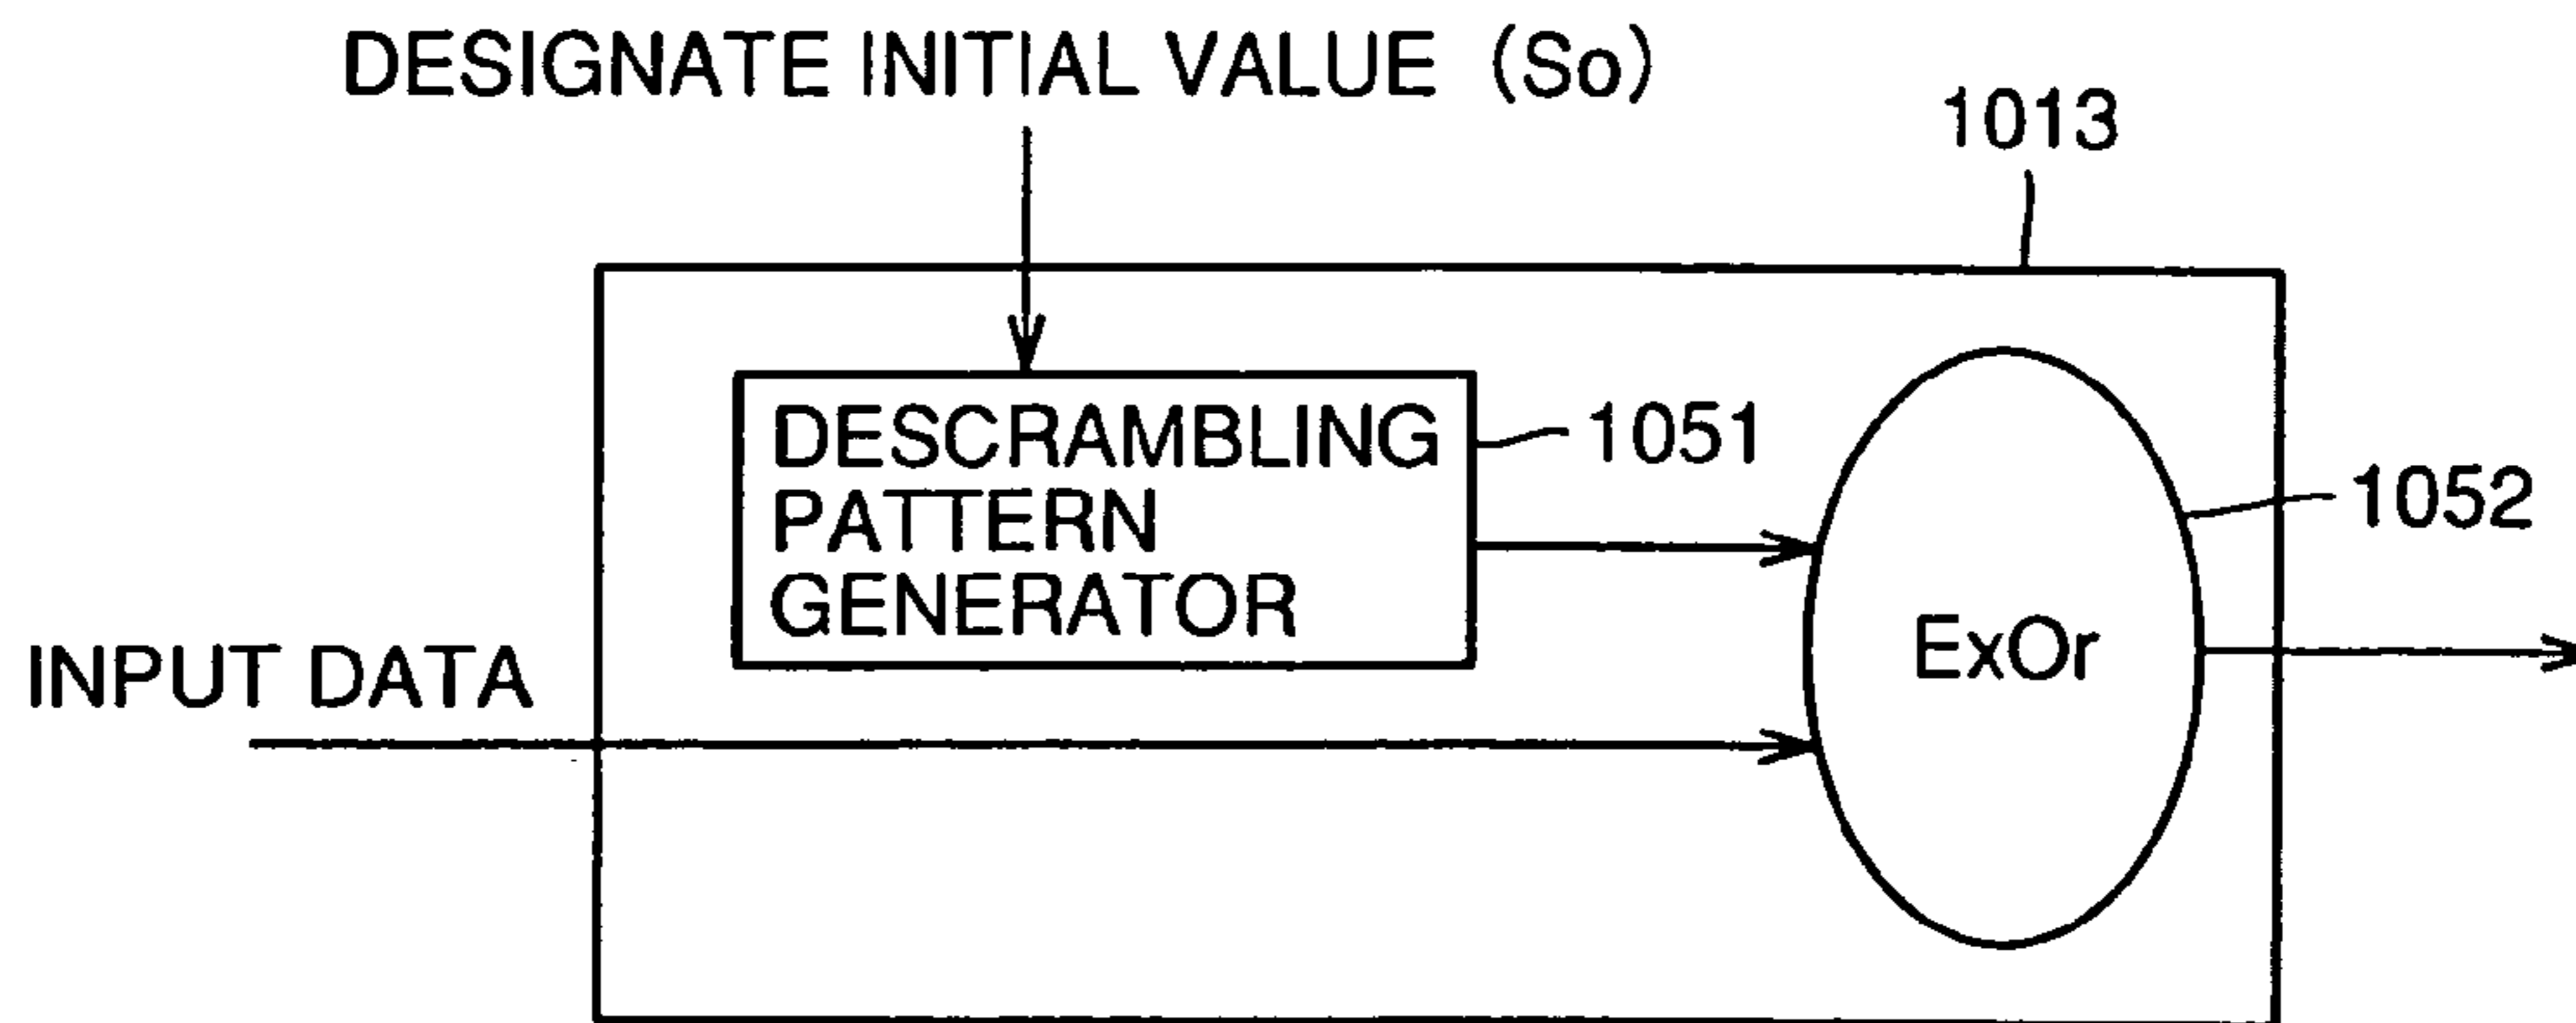 DESIGNATE INITIAL VALUE (So)
1013
DESCRAMBLING
PATTERN
GENERATOR
1051
1052
INPUT DATA
ExOr